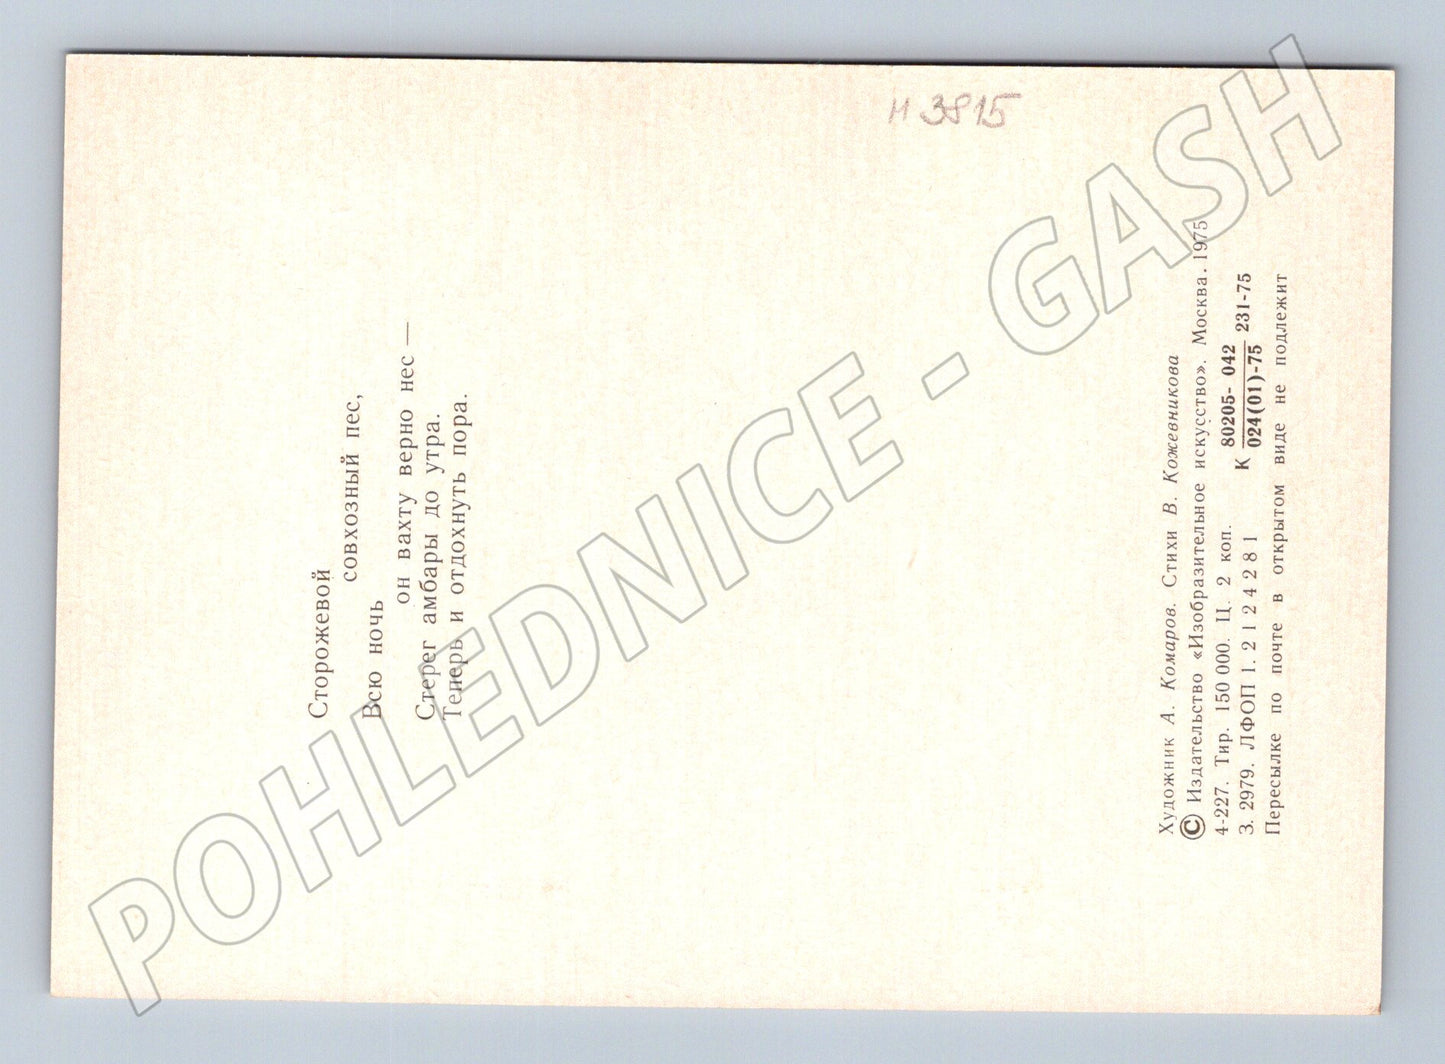 Сторожевой
совхозный пес,
Всю ночь
он вахту верно нес —
Стерег амбары до утра.
Теперь и отдохнуть пора.
Художник А. Комаров. Стихи В. Кожевникова
© Издательство «Изобразительное искусство». Москва. 1975
4-227. Тир. 150 000. Ц. 2 коп.
З. 2979. ЛФОП 1. 2 1 2 4 2 8 1
К 80205- 042
024(01)-75 231-75
Пересылке по почте в открытом виде не подлежит
И 3815
POHLEDNICE - GASH